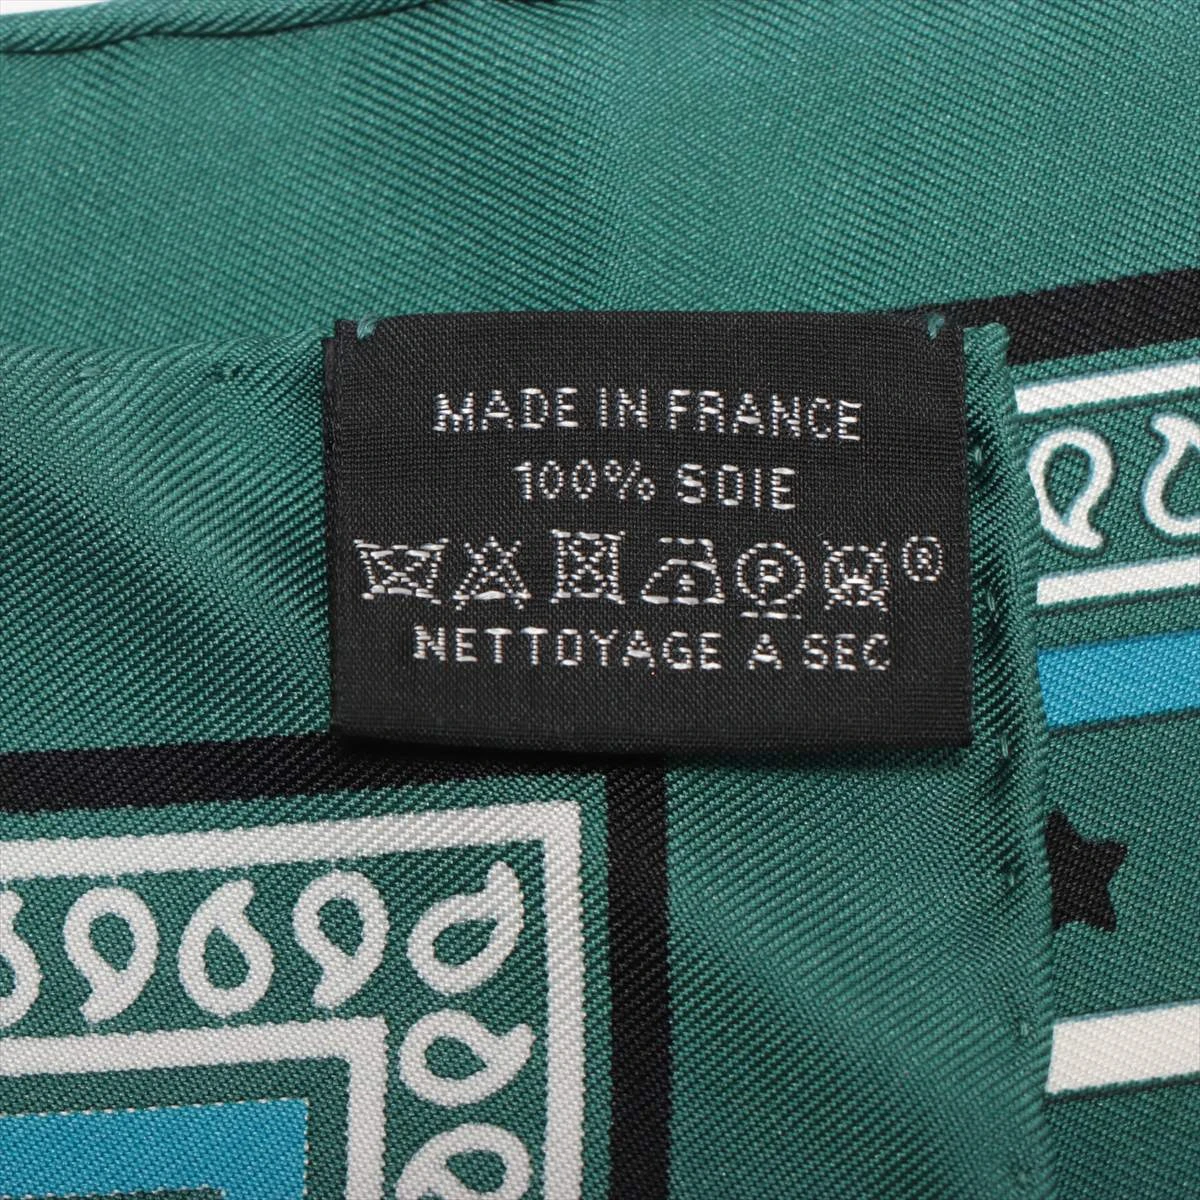 MADE IN FRANCE
100% SOIE
P W ®
NETTOYAGE A SEC